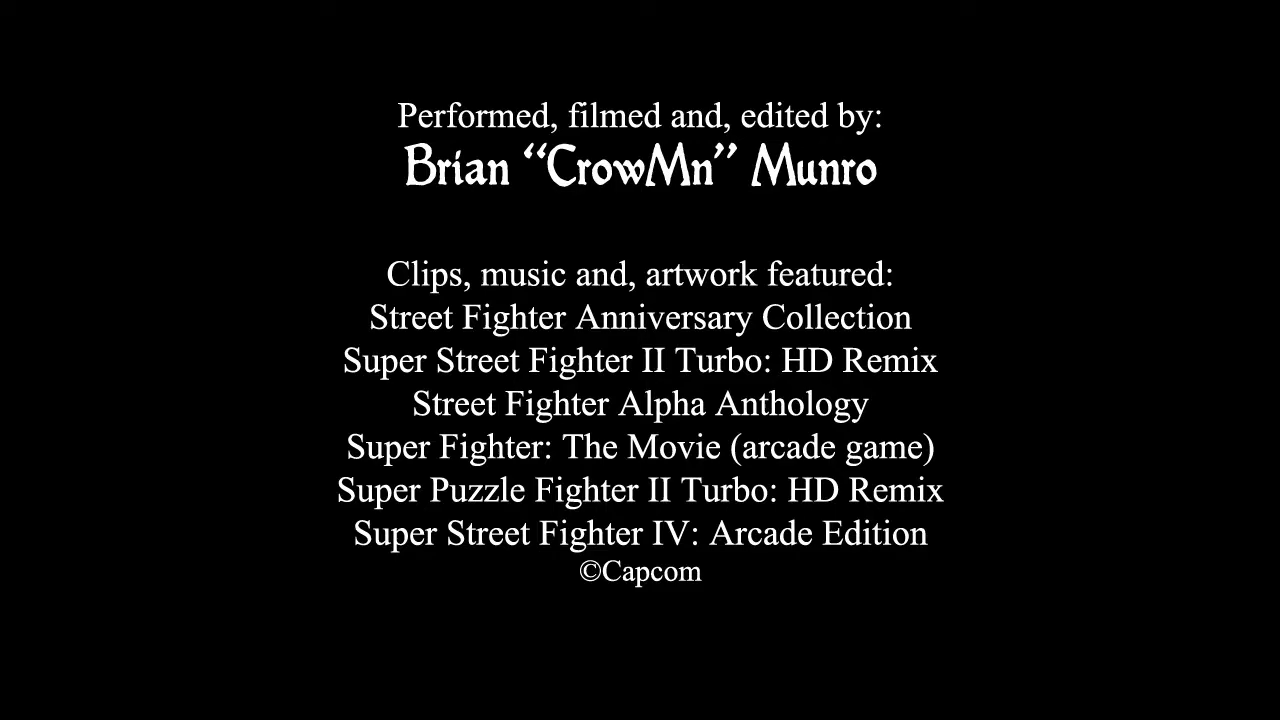 Performed, filmed and, edited by:
Brian “CrowMn” Munro
Clips, music and, artwork featured:
Street Fighter Anniversary Collection
Super Street Fighter II Turbo: HD Remix
Street Fighter Alpha Anthology
Super Fighter: The Movie (arcade game)
Super Puzzle Fighter II Turbo: HD Remix
Super Street Fighter IV: Arcade Edition
©Capcom